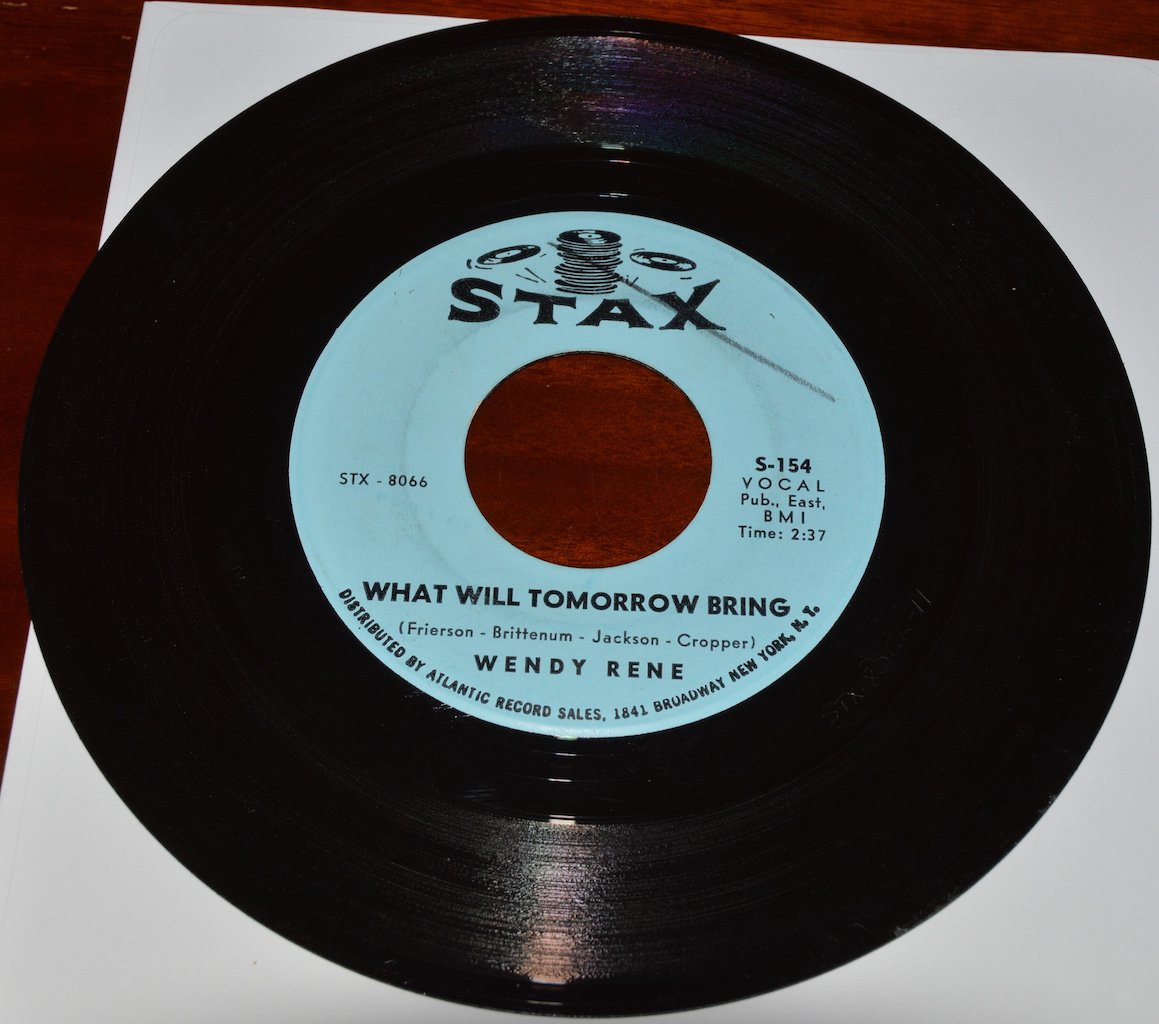 STAX
STX - 8066
S-154
VOCAL
Pub., East,
BMI
Time: 2:37
WHAT WILL TOMORROW BRING
(Frierson - Brittenum - Jackson - Cropper)
WENDY RENE
DISTRIBUTED BY ATLANTIC RECORD SALES, 1841 BROADWAY NEW YORK, N. Y.